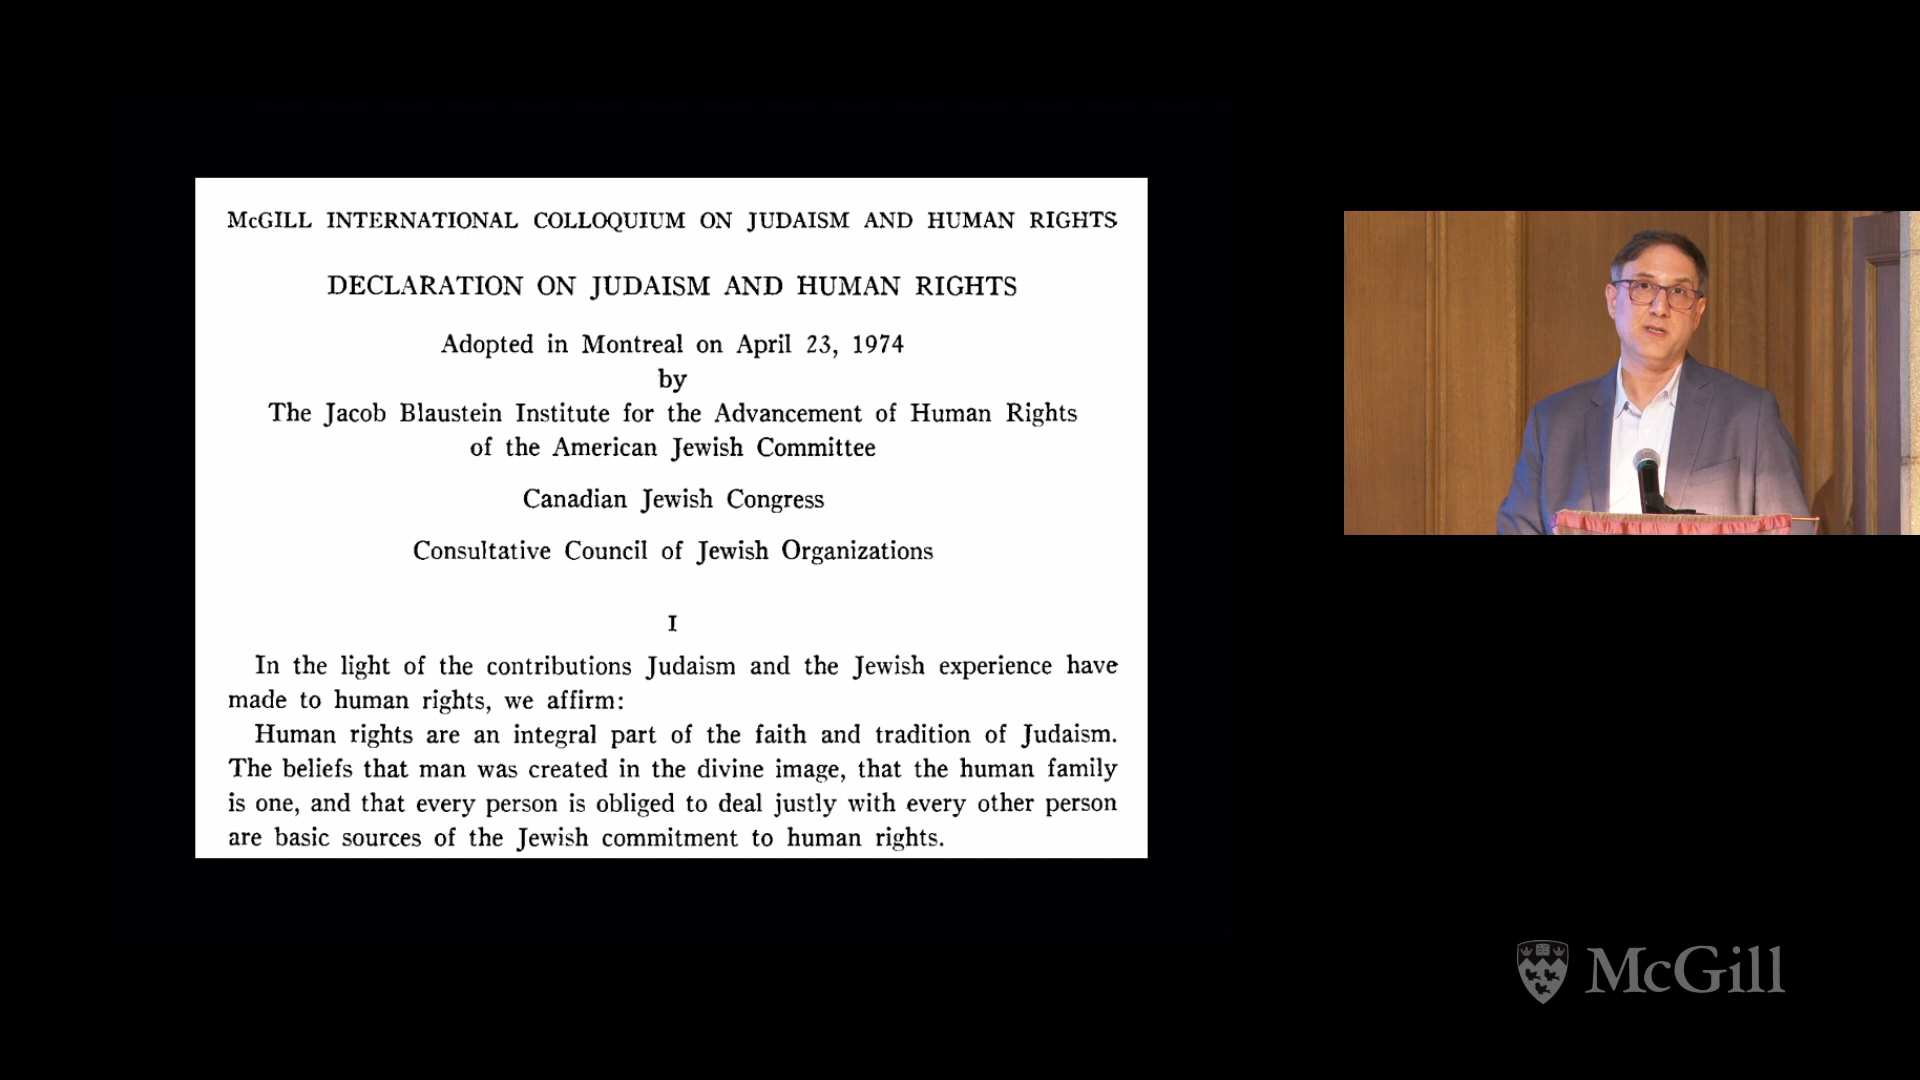 McGILL INTERNATIONAL COLLOQUIUM ON JUDAISM AND HUMAN RIGHTS
DECLARATION ON JUDAISM AND HUMAN RIGHTS
Adopted in Montreal on April 23, 1974
by
The Jacob Blaustein Institute for the Advancement of Human Rights
of the American Jewish Committee
Canadian Jewish Congress
Consultative Council of Jewish Organizations
I
In the light of the contributions Judaism and the Jewish experience have
made to human rights, we affirm:
Human rights are an integral part of the faith and tradition of Judaism.
The beliefs that man was created in the divine image, that the human family
is one, and that every person is obliged to deal justly with every other person
are basic sources of the Jewish commitment to human rights.
McGill